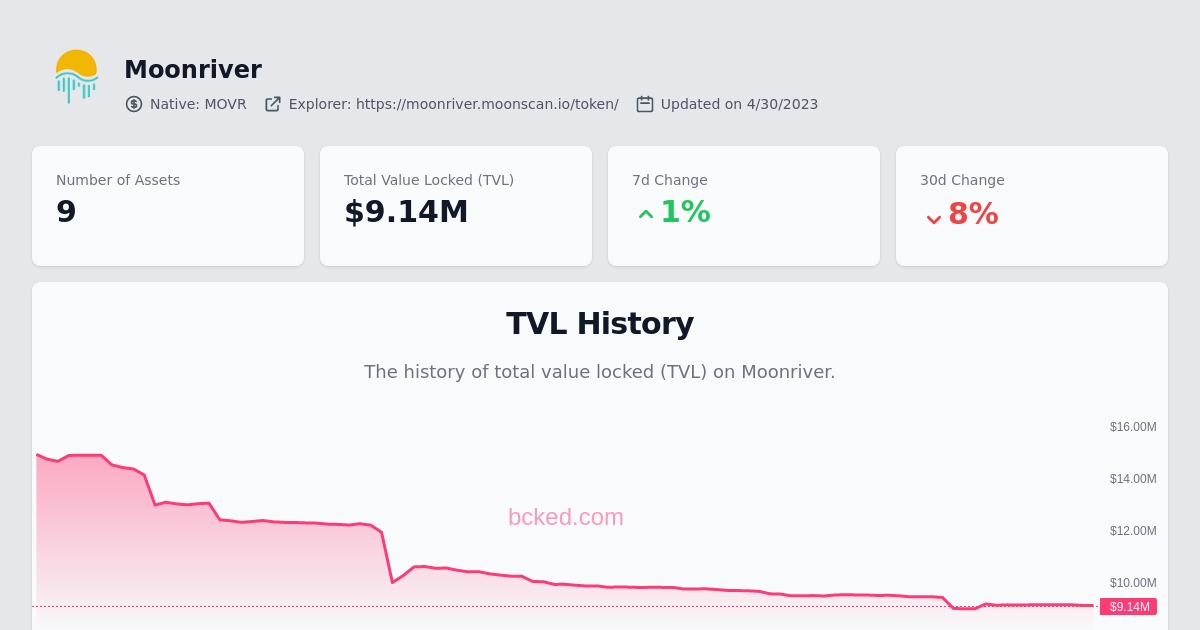 Moonriver
Native: MOVR Explorer: https://moonriver.moonscan.io/token/ Updated on 4/30/2023
Number of Assets
9
Total Value Locked (TVL)
$9.14M
7d Change
1%
30d Change
8%
TVL History
The history of total value locked (TVL) on Moonriver.
$16.00M
$14.00M
bcked.com
$12.00M
$10.00M
$9.14M